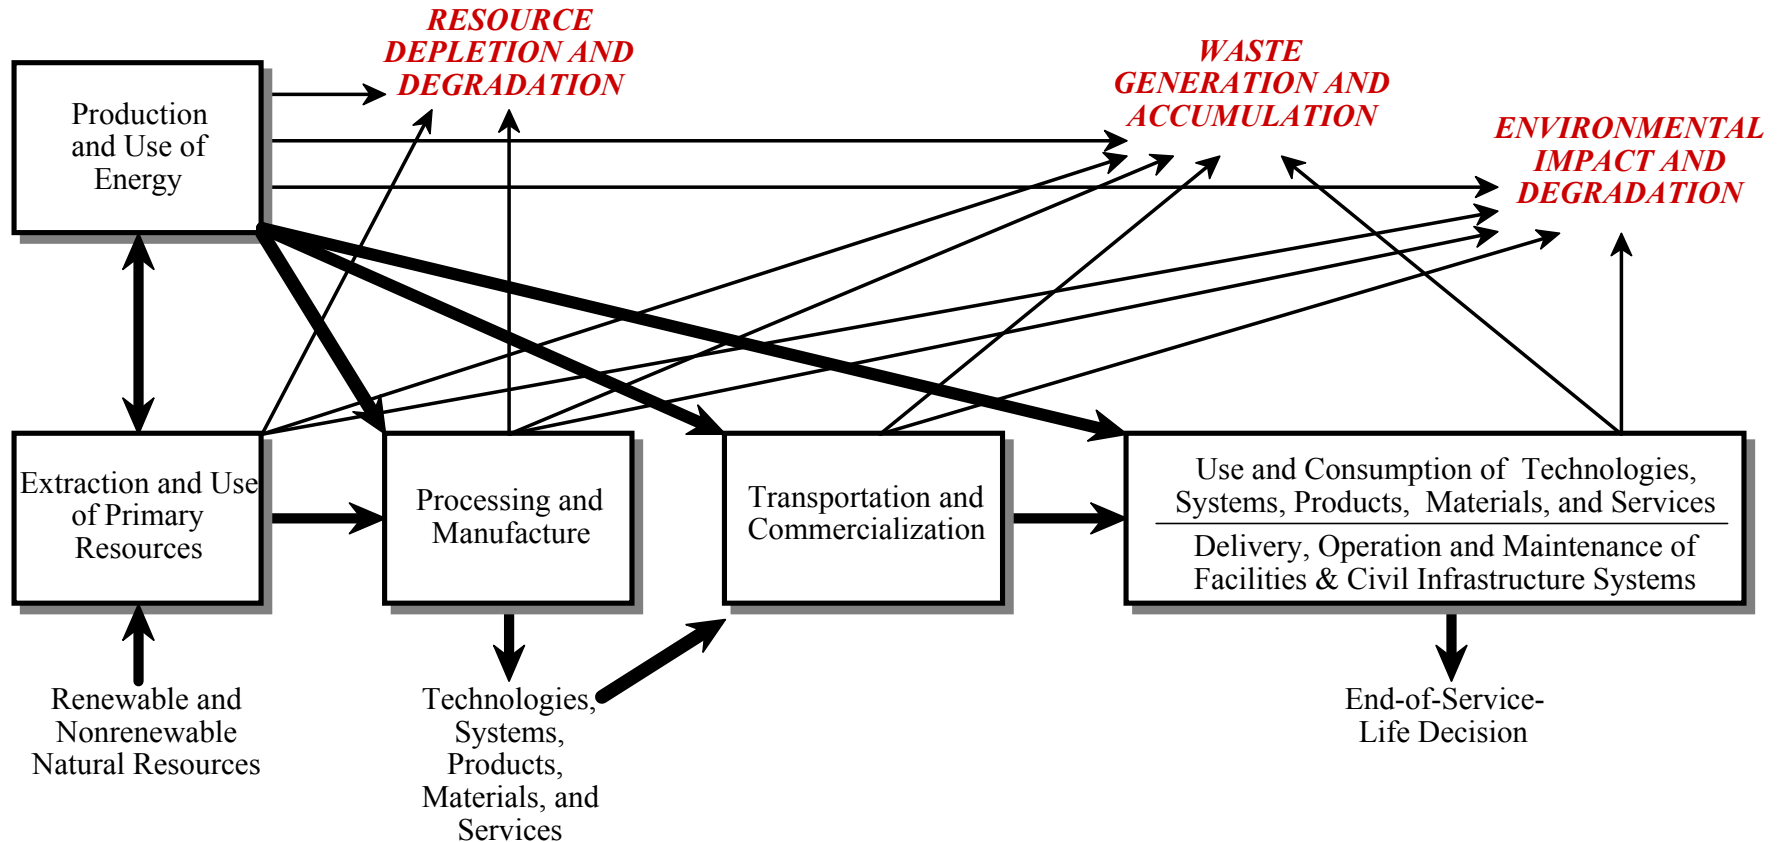 RESOURCE
DEPLETION AND
DEGRADATION
WASTE
GENERATION AND
ACCUMULATION
ENVIRONMENTAL
IMPACT AND
DEGRADATION
Production
and Use of
Energy
Extraction and Use
of Primary
Resources
Processing and
Manufacture
Transportation and
Commercialization
Use and Consumption of Technologies,
Systems, Products, Materials, and Services
Delivery, Operation and Maintenance of
Facilities & Civil Infrastructure Systems
Renewable and
Nonrenewable
Natural Resources
Technologies,
Systems,
Products,
Materials, and
Services
End-of-Service-
Life Decision